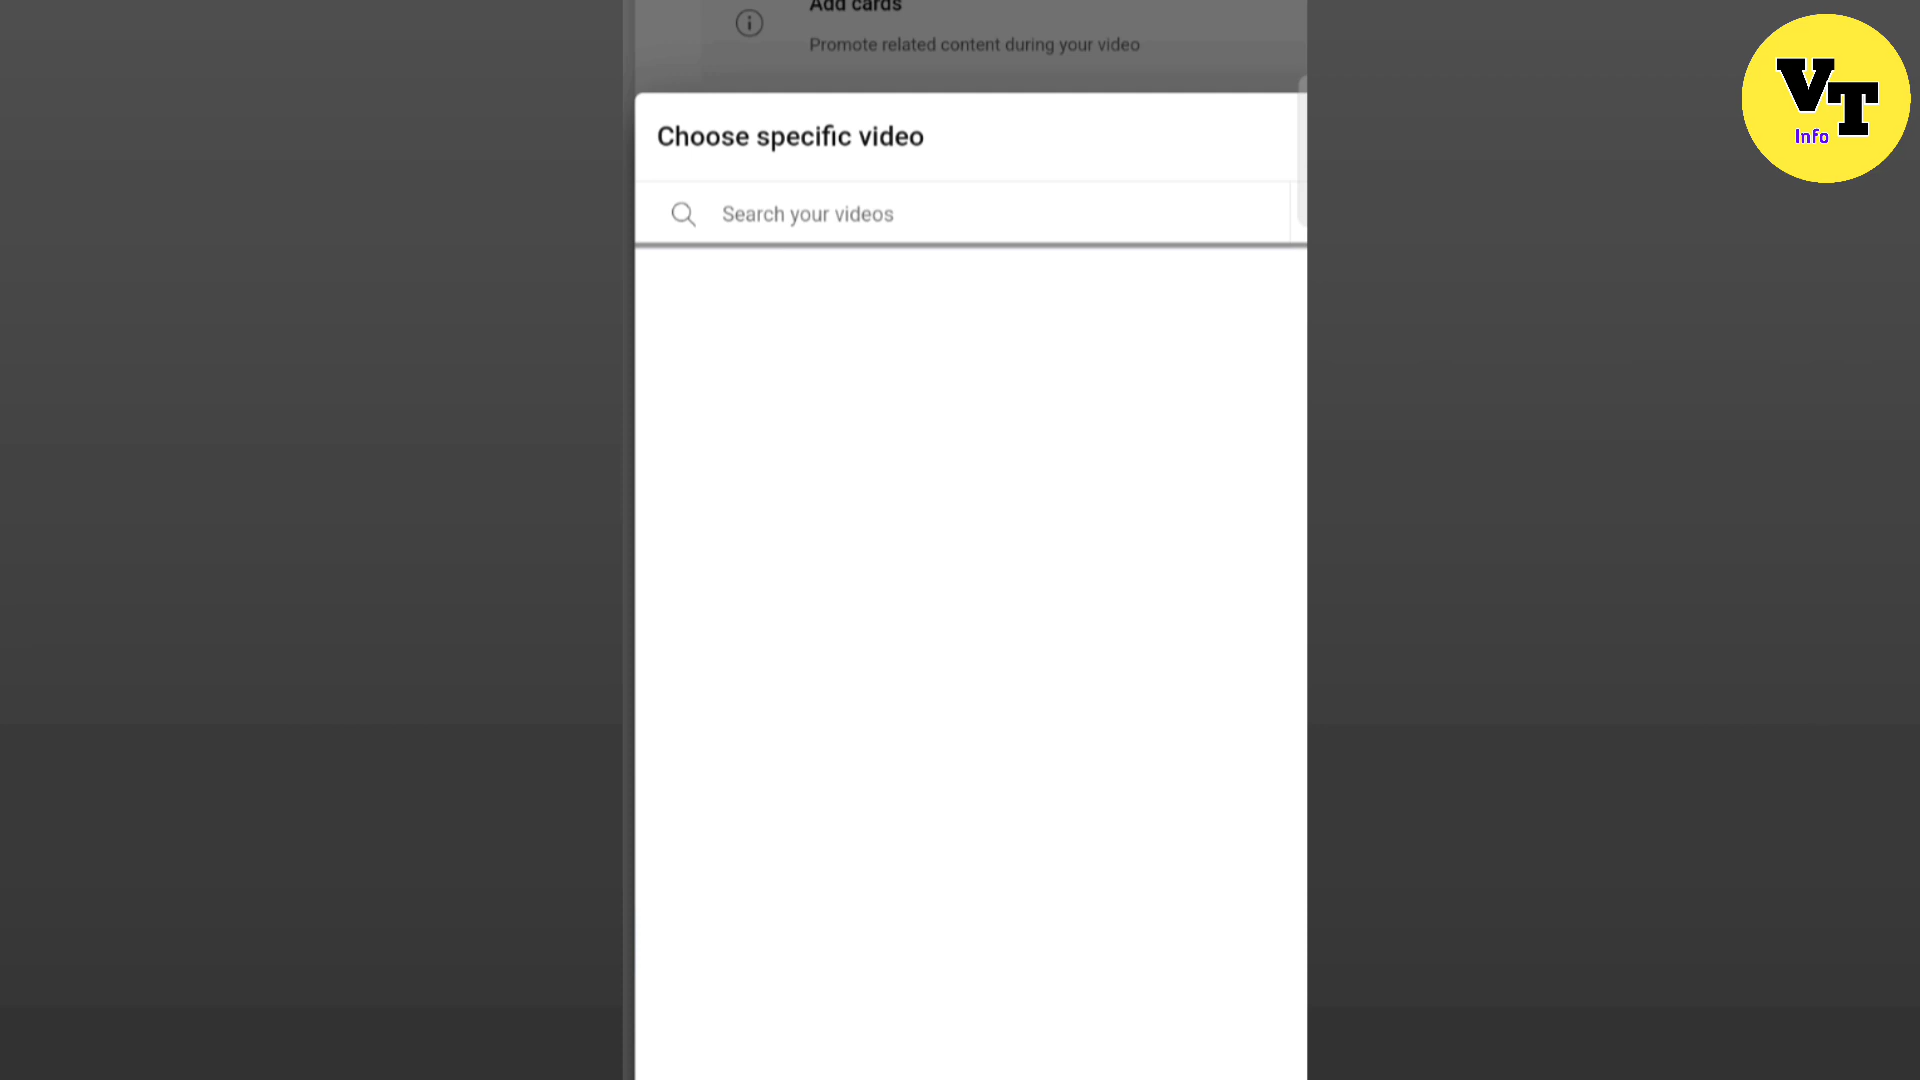 Add cards
Promote related content during your video
VT
Info
Choose specific video
Search your videos